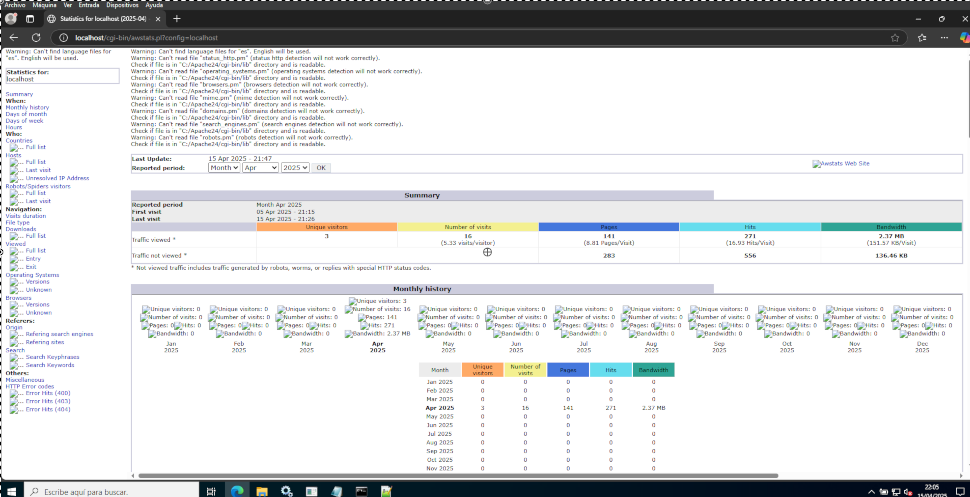 Archivo Máquina Ver Entrada Dispositivos Ayuda
Statistics for localhost (2025-04)
localhost/cgi-bin/awstats.pl?config=localhost
Warning: Can't find language files for
"es". English will be used.
Statistics for:
localhost
Summary
When:
Monthly history
Days of month
Days of week
Hours
Who:
Countries
... Full list
Hosts
... Full list
... Last visit
... Unresolved IP Address
Robots/Spiders visitors
... Full list
... Last visit
Navigation:
Visits duration
File type
Downloads
... Full list
Viewed
... Full list
... Entry
... Exit
Operating Systems
... Versions
... Unknown
Browsers
... Versions
... Unknown
Referers:
Origin
... Refering search engines
... Refering sites
Search
... Search Keyphrases
... Search Keywords
Others:
Miscellaneous
HTTP Error codes
... Error Hits (400)
... Error Hits (403)
... Error Hits (404)
Warning: Can't find language files for "es". English will be used.
Warning: Can't read file "status_http.pm" (status http detection will not work correctly).
Check if file is in "C:/Apache24/cgi-bin/lib" directory and is readable.
Warning: Can't read file "operating_systems.pm" (operating systems detection will not work correctly).
Check if file is in "C:/Apache24/cgi-bin/lib" directory and is readable.
Warning: Can't read file "browsers.pm" (browsers detection will not work correctly).
Check if file is in "C:/Apache24/cgi-bin/lib" directory and is readable.
Warning: Can't read file "mime.pm" (mime detection will not work correctly).
Check if file is in "C:/Apache24/cgi-bin/lib" directory and is readable.
Warning: Can't read file "domains.pm" (domains detection will not work correctly).
Check if file is in "C:/Apache24/cgi-bin/lib" directory and is readable.
Warning: Can't read file "search_engines.pm" (search engines detection will not work correctly).
Check if file is in "C:/Apache24/cgi-bin/lib" directory and is readable.
Warning: Can't read file "robots.pm" (robots detection will not work correctly).
Check if file is in "C:/Apache24/cgi-bin/lib" directory and is readable.
Last Update: 15 Apr 2025 - 21:47
Reported period: Month Apr 2025 OK
Awstats Web Site
Summary
Reported period Month Apr 2025
First visit 05 Apr 2025 - 21:15
Last visit 15 Apr 2025 - 21:26
Unique visitors Number of visits Pages Hits Bandwidth
Traffic viewed * 3 16 141 271 2.37 MB
(5.33 visits/visitor) (8.81 Pages/Visit) (16.93 Hits/Visit) (151.57 KB/Visit)
Traffic not viewed * 283 556 136.46 KB
* Not viewed traffic includes traffic generated by robots, worms, or replies with special HTTP status codes.
Monthly history
Unique visitors: 3
Unique visitors: 0 Unique visitors: 0 Unique visitors: 0 Number of visits: 16 Unique visitors: 0 Unique visitors: 0 Unique visitors: 0 Unique visitors: 0 Unique visitors: 0 Unique visitors: 0 Unique visitors: 0 Unique visitors: 0
Number of visits: 0 Number of visits: 0 Number of visits: 0 Pages: 141 Number of visits: 0 Number of visits: 0 Number of visits: 0 Number of visits: 0 Number of visits: 0 Number of visits: 0 Number of visits: 0 Number of visits: 0
Pages: 0 Hits: 0 Pages: 0 Hits: 0 Pages: 0 Hits: 0 Hits: 271 Pages: 0 Hits: 0 Pages: 0 Hits: 0 Pages: 0 Hits: 0 Pages: 0 Hits: 0 Pages: 0 Hits: 0 Pages: 0 Hits: 0 Pages: 0 Hits: 0 Pages: 0 Hits: 0
Bandwidth: 0 Bandwidth: 0 Bandwidth: 0 Bandwidth: 2.37 MB Bandwidth: 0 Bandwidth: 0 Bandwidth: 0 Bandwidth: 0 Bandwidth: 0 Bandwidth: 0 Bandwidth: 0 Bandwidth: 0
Jan Feb Mar Apr May Jun Jul Aug Sep Oct Nov Dec
2025 2025 2025 2025 2025 2025 2025 2025 2025 2025 2025 2025
Month Unique visitors Number of visits Pages Hits Bandwidth
Jan 2025 0 0 0 0 0
Feb 2025 0 0 0 0 0
Mar 2025 0 0 0 0 0
Apr 2025 3 16 141 271 2.37 MB
May 2025 0 0 0 0 0
Jun 2025 0 0 0 0 0
Jul 2025 0 0 0 0 0
Aug 2025 0 0 0 0 0
Sep 2025 0 0 0 0 0
Oct 2025 0 0 0 0 0
Nov 2025 0 0 0 0 0
Escribe aquí para buscar.
22:05
15/04/2025